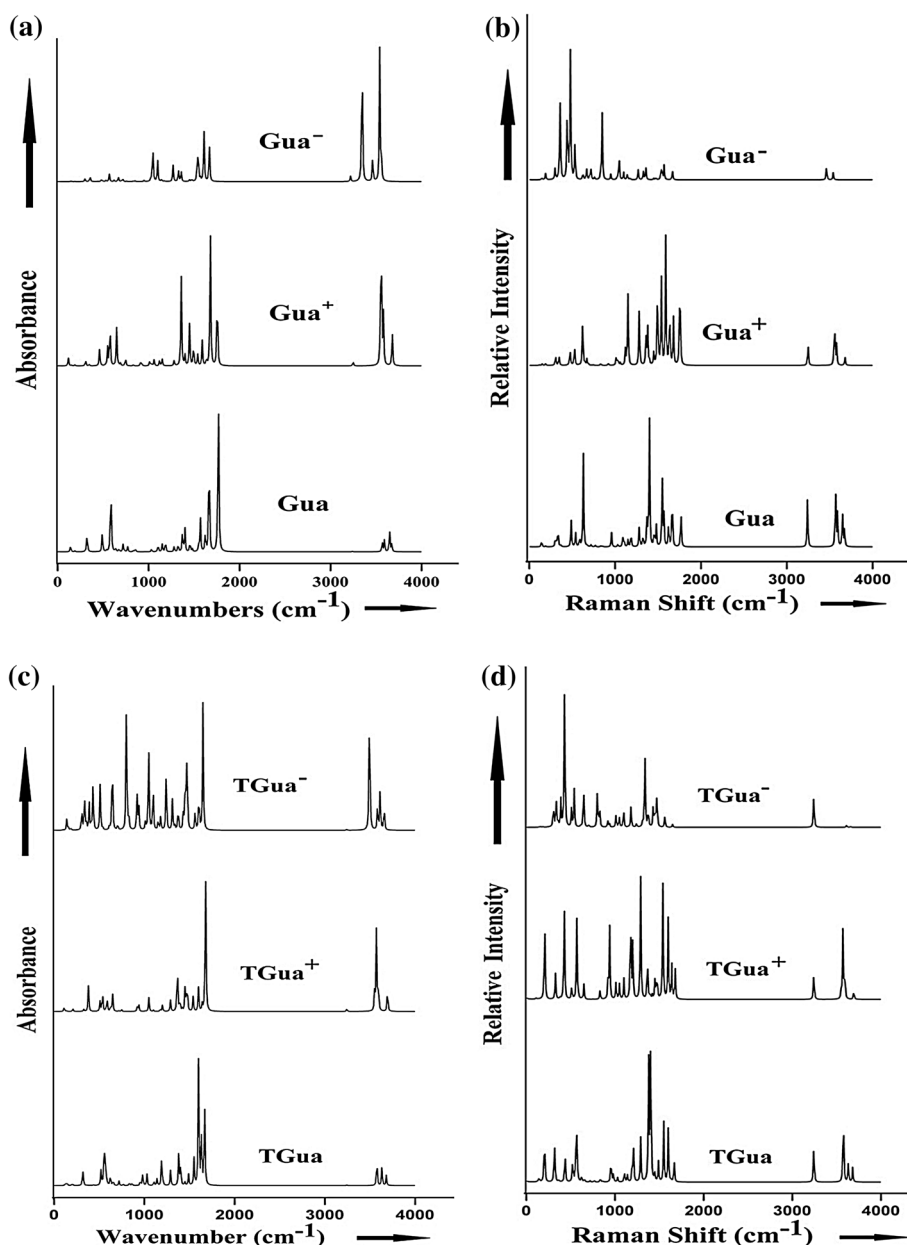 (a)
Absorbance
Gua−
Gua+
Gua
0 1000 2000 3000 4000
Wavenumbers (cm-1)
(b)
Relative Intensity
Gua−
Gua+
Gua
0 1000 2000 3000 4000
Raman Shift (cm-1)
(c)
Absorbance
TGua−
TGua+
TGua
0 1000 2000 3000 4000
Wavenumber (cm-1)
(d)
Relative Intensity
TGua−
TGua+
TGua
0 1000 2000 3000 4000
Raman Shift (cm-1)